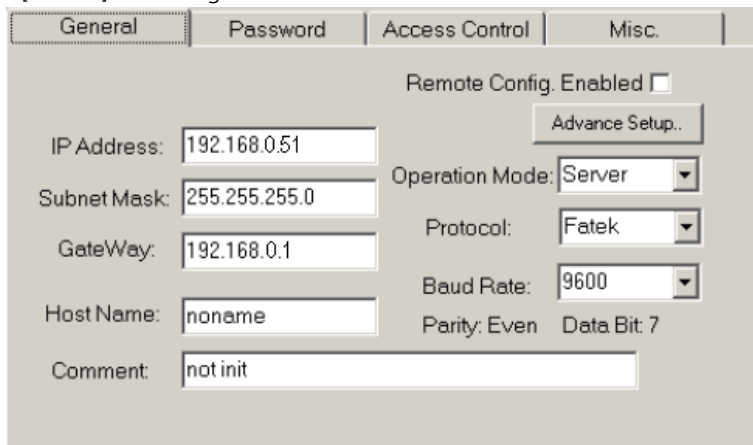 General Password Access Control Misc.
Remote Config. Enabled
Advance Setup..
IP Address: 192.168.0.51
Operation Mode: Server
Subnet Mask: 255.255.255.0
Protocol: Fatek
GateWay: 192.168.0.1
Baud Rate: 9600
Host Name: noname
Parity: Even Data Bit: 7
Comment: not init